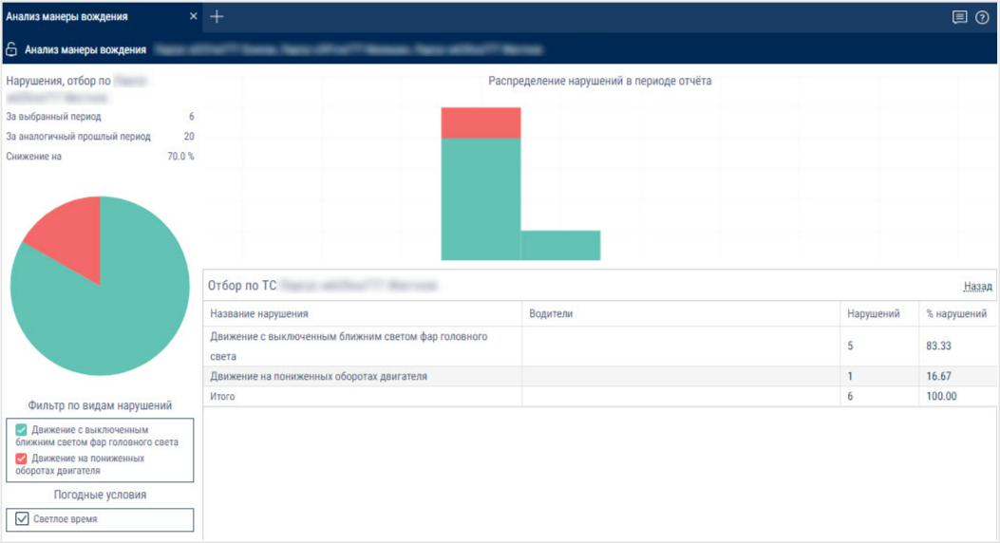 Анализ манеры вождения
Анализ манеры вождения
Нарушения, отбор по
За выбранный период 6
За аналогичный прошлый период 20
Снижение на 70.0 %
Фильтр по видам нарушений
Движение с выключенным
ближним светом фар головного света
Движение на пониженных
оборотах двигателя
Погодные условия
Светлое время
Распределение нарушений в периоде отчёта
Отбор по ТС Назад
Название нарушения Водители Нарушений % нарушений
Движение с выключенным ближним светом фар головного
света 5 83.33
Движение на пониженных оборотах двигателя 1 16.67
Итого 6 100.00